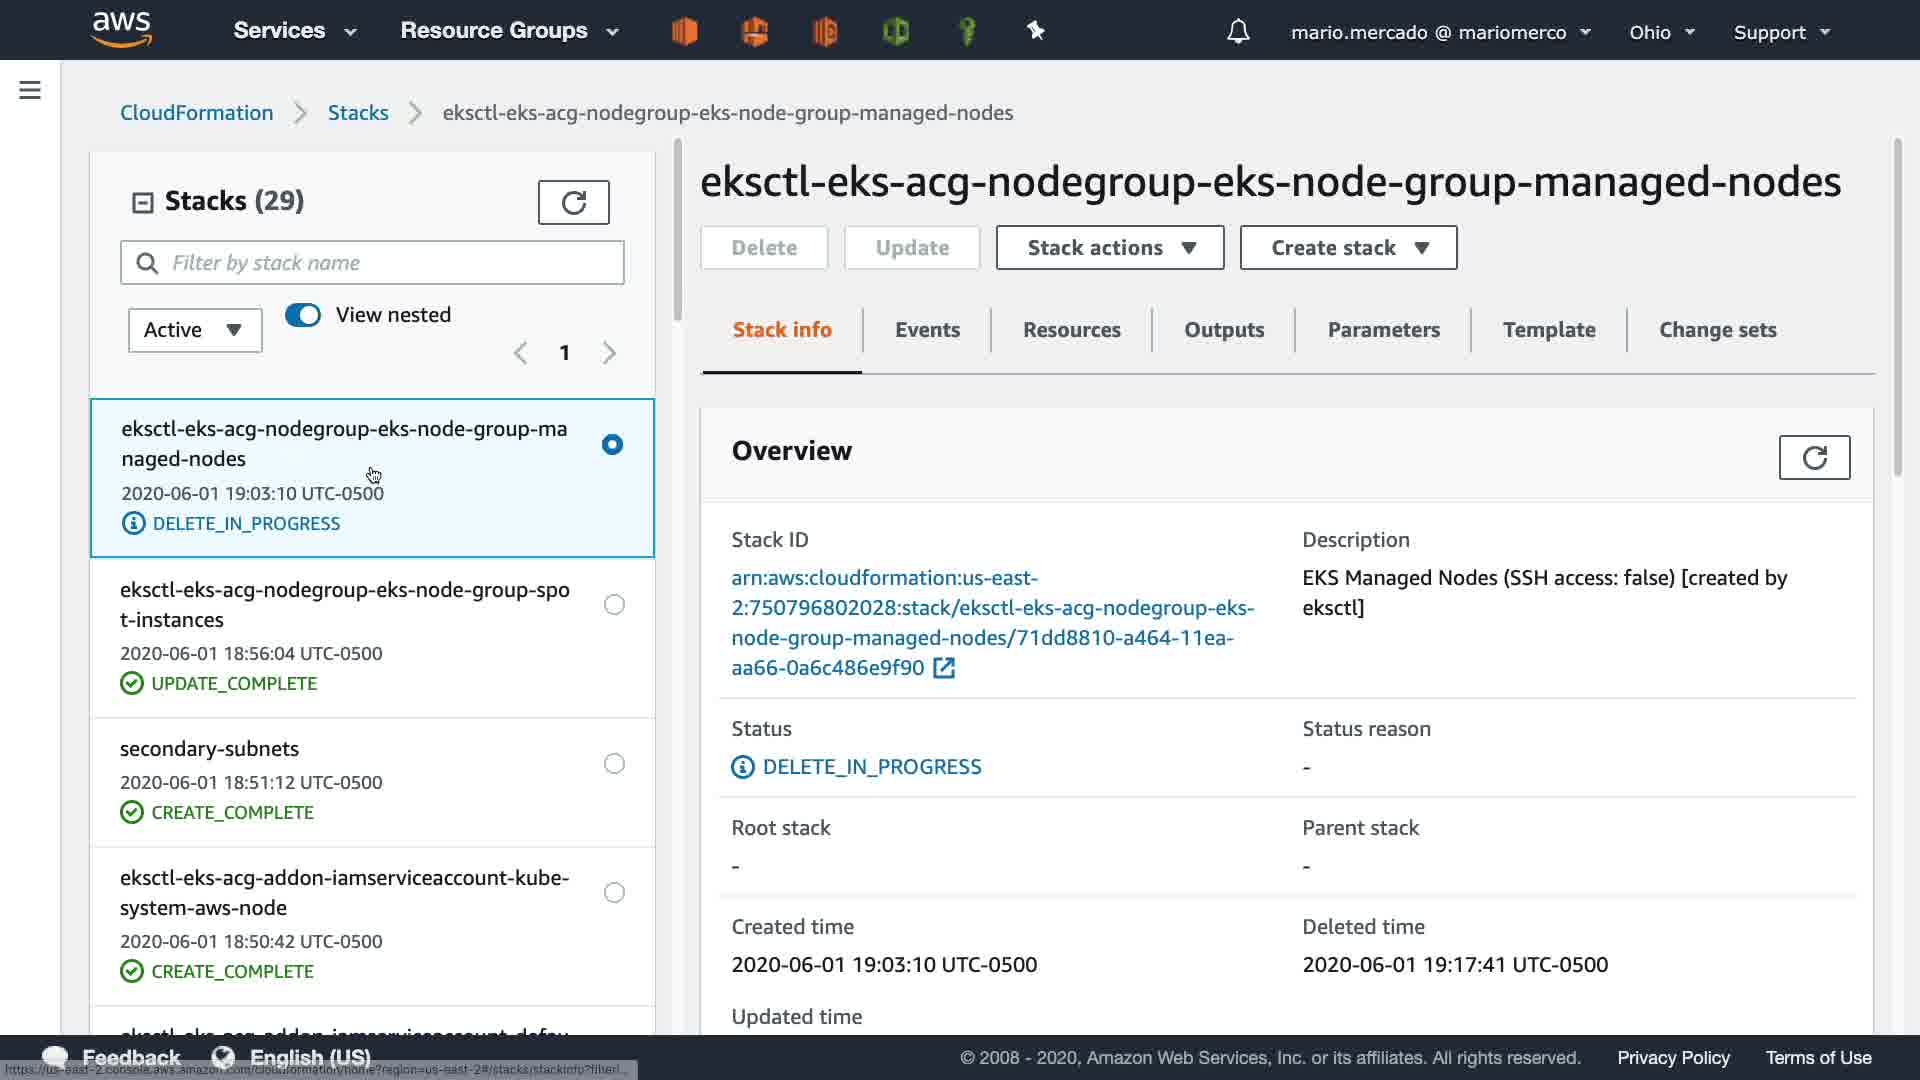 aws Services Resource Groups mario.mercado @ mariomerco Ohio Support
CloudFormation Stacks eksctl-eks-acg-nodegroup-eks-node-group-managed-nodes
Stacks (29)
Filter by stack name
Active View nested
1
eksctl-eks-acg-nodegroup-eks-node-group-ma
naged-nodes
2020-06-01 19:03:10 UTC-0500
DELETE_IN_PROGRESS
eksctl-eks-acg-nodegroup-eks-node-group-spo
t-instances
2020-06-01 18:56:04 UTC-0500
UPDATE_COMPLETE
secondary-subnets
2020-06-01 18:51:12 UTC-0500
CREATE_COMPLETE
eksctl-eks-acg-addon-iamserviceaccount-kube-
system-aws-node
2020-06-01 18:50:42 UTC-0500
CREATE_COMPLETE
eksctl-eks-acg-addon-iamserviceaccount-defau
eksctl-eks-acg-nodegroup-eks-node-group-managed-nodes
Delete Update Stack actions Create stack
Stack info Events Resources Outputs Parameters Template Change sets
Overview
Stack ID
arn:aws:cloudformation:us-east-
2:750796802028:stack/eksctl-eks-acg-nodegroup-eks-
node-group-managed-nodes/71dd8810-a464-11ea-
aa66-0a6c486e9f90
Description
EKS Managed Nodes (SSH access: false) [created by
eksctl]
Status
DELETE_IN_PROGRESS
Status reason
-
Root stack
-
Parent stack
-
Created time
2020-06-01 19:03:10 UTC-0500
Deleted time
2020-06-01 19:17:41 UTC-0500
Updated time
Feedback English (US) © 2008 - 2020, Amazon Web Services, Inc. or its affiliates. All rights reserved. Privacy Policy Terms of Use
https://us-east-2.console.aws.amazon.com/cloudformation/home?region=us-east-2#/stacks/stackinfo?filteri...